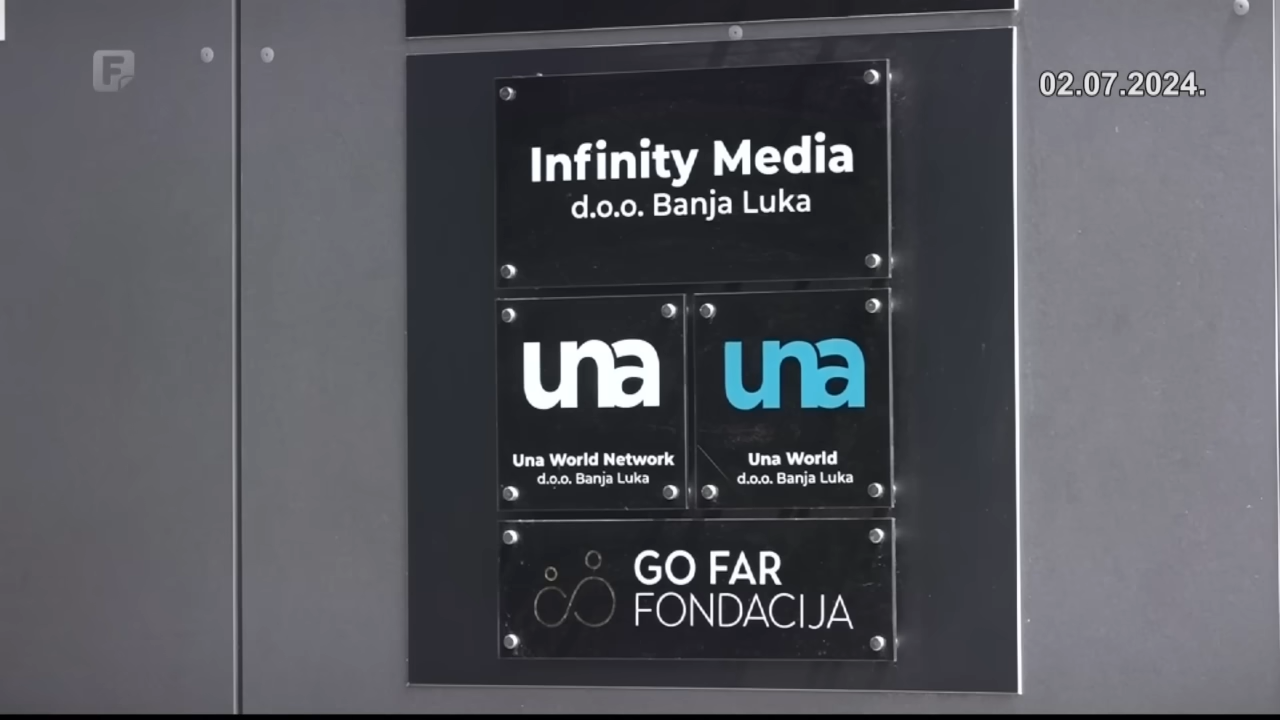 F
02.07.2024.
Infinity Media
d.o.o. Banja Luka
una
Una World Network
d.o.o. Banja Luka
una
Una World
d.o.o. Banja Luka
GO FAR
FONDACIJA